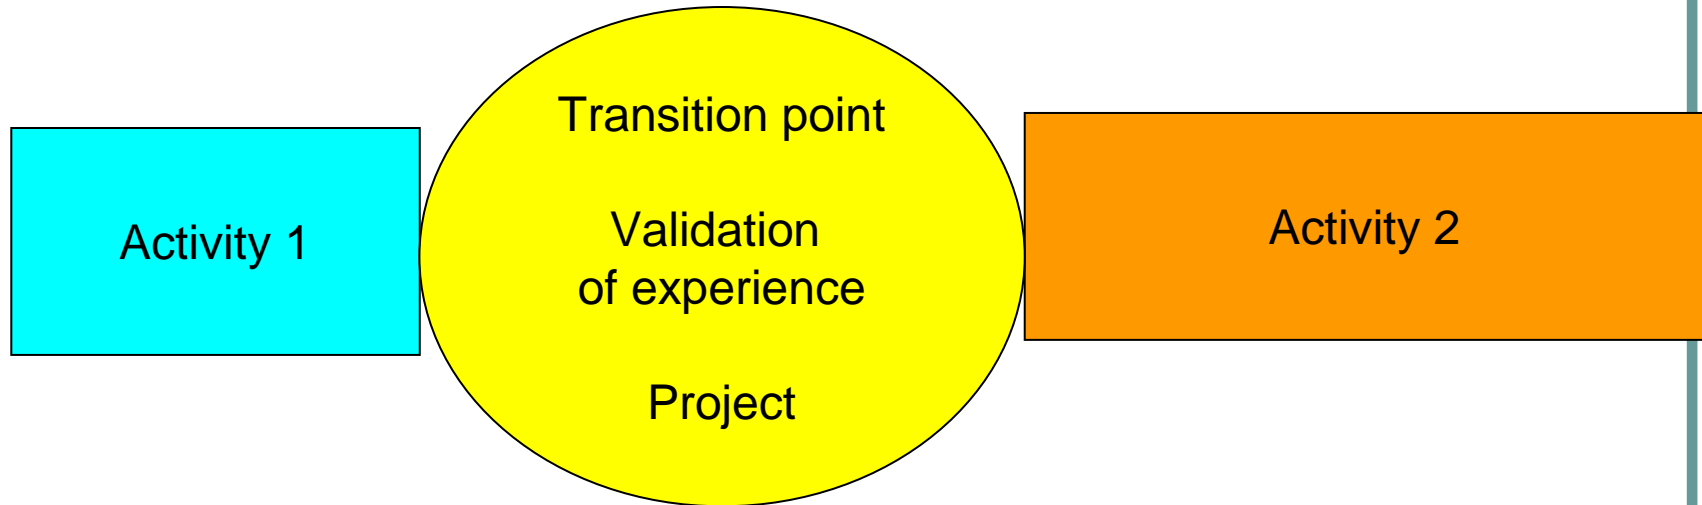 Activity 1
Transition point
Validation
of experience
Project
Activity 2